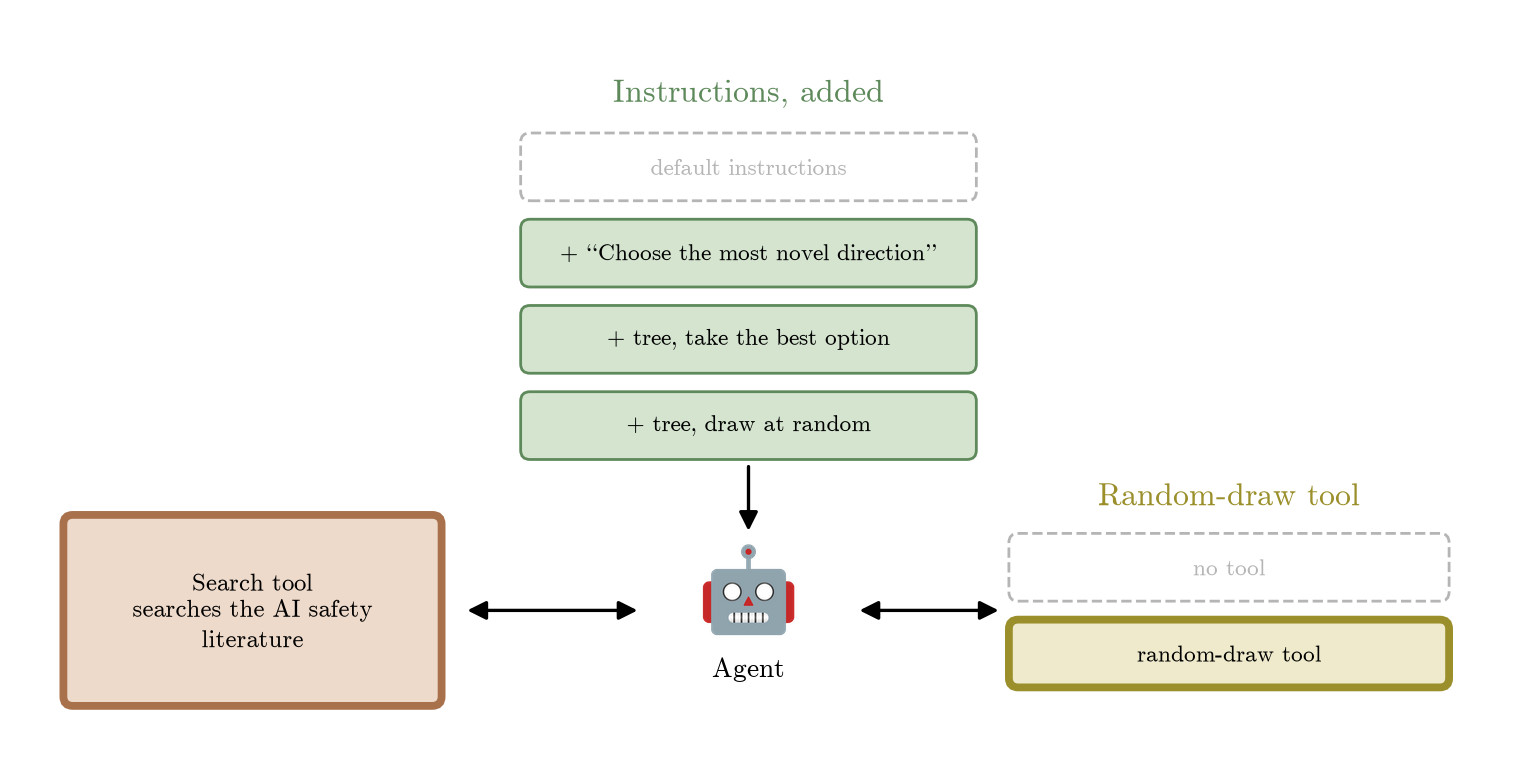 Instructions, added
default instructions
+ “Choose the most novel direction”
+ tree, take the best option
+ tree, draw at random
Search tool
searches the AI safety
literature
Agent
Random-draw tool
no tool
random-draw tool